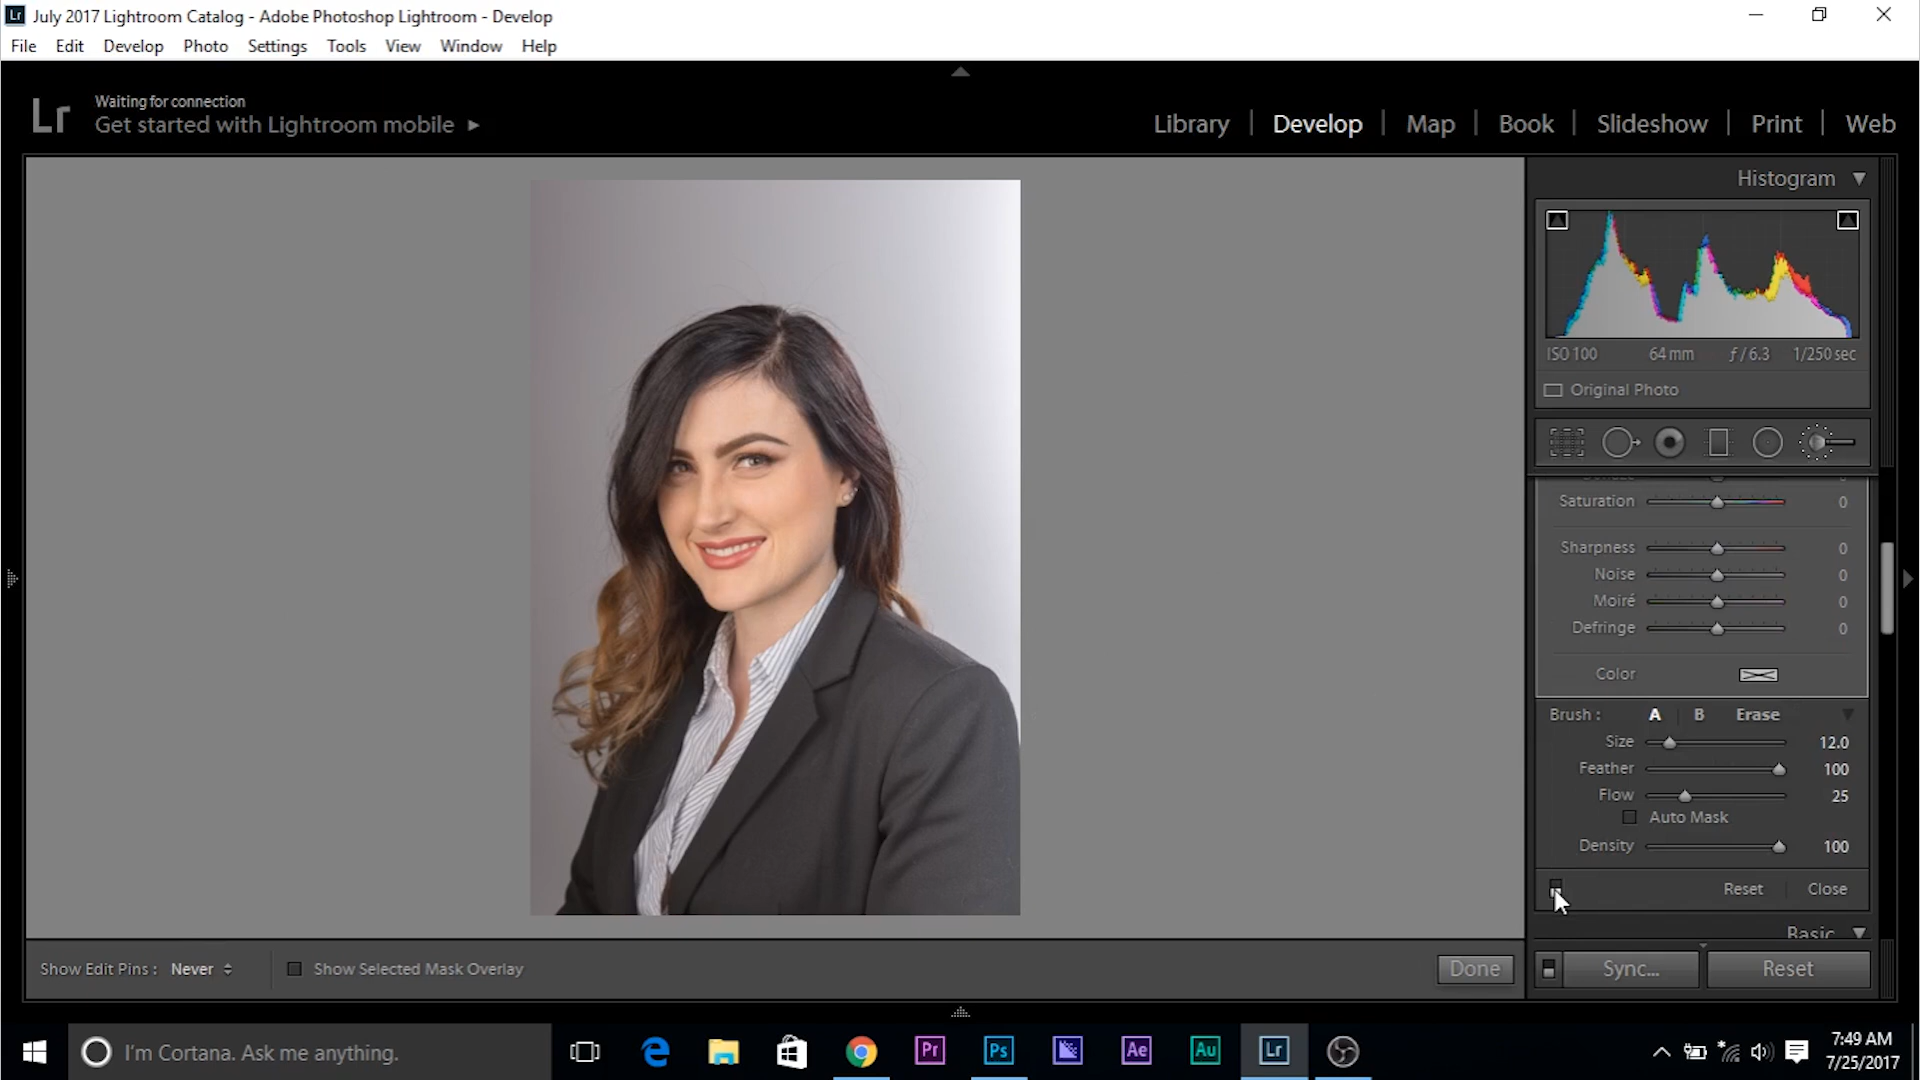 Lr July 2017 Lightroom Catalog - Adobe Photoshop Lightroom - Develop
File Edit Develop Photo Settings Tools View Window Help
Lr Waiting for connection
Get started with Lightroom mobile
Library | Develop | Map | Book | Slideshow | Print | Web
Histogram
ISO 100 64 mm ƒ / 6.3 1/250 sec
Original Photo
Saturation 0
Sharpness 0
Noise 0
Moiré 0
Defringe 0
Color
Brush : A B Erase
Size 12.0
Feather 100
Flow 25
Auto Mask
Density 100
Reset Close
Basic
Show Edit Pins : Never Show Selected Mask Overlay Done Sync... Reset
I'm Cortana. Ask me anything.
Pr Ps Ae Au Lr
7:49 AM
7/25/2017